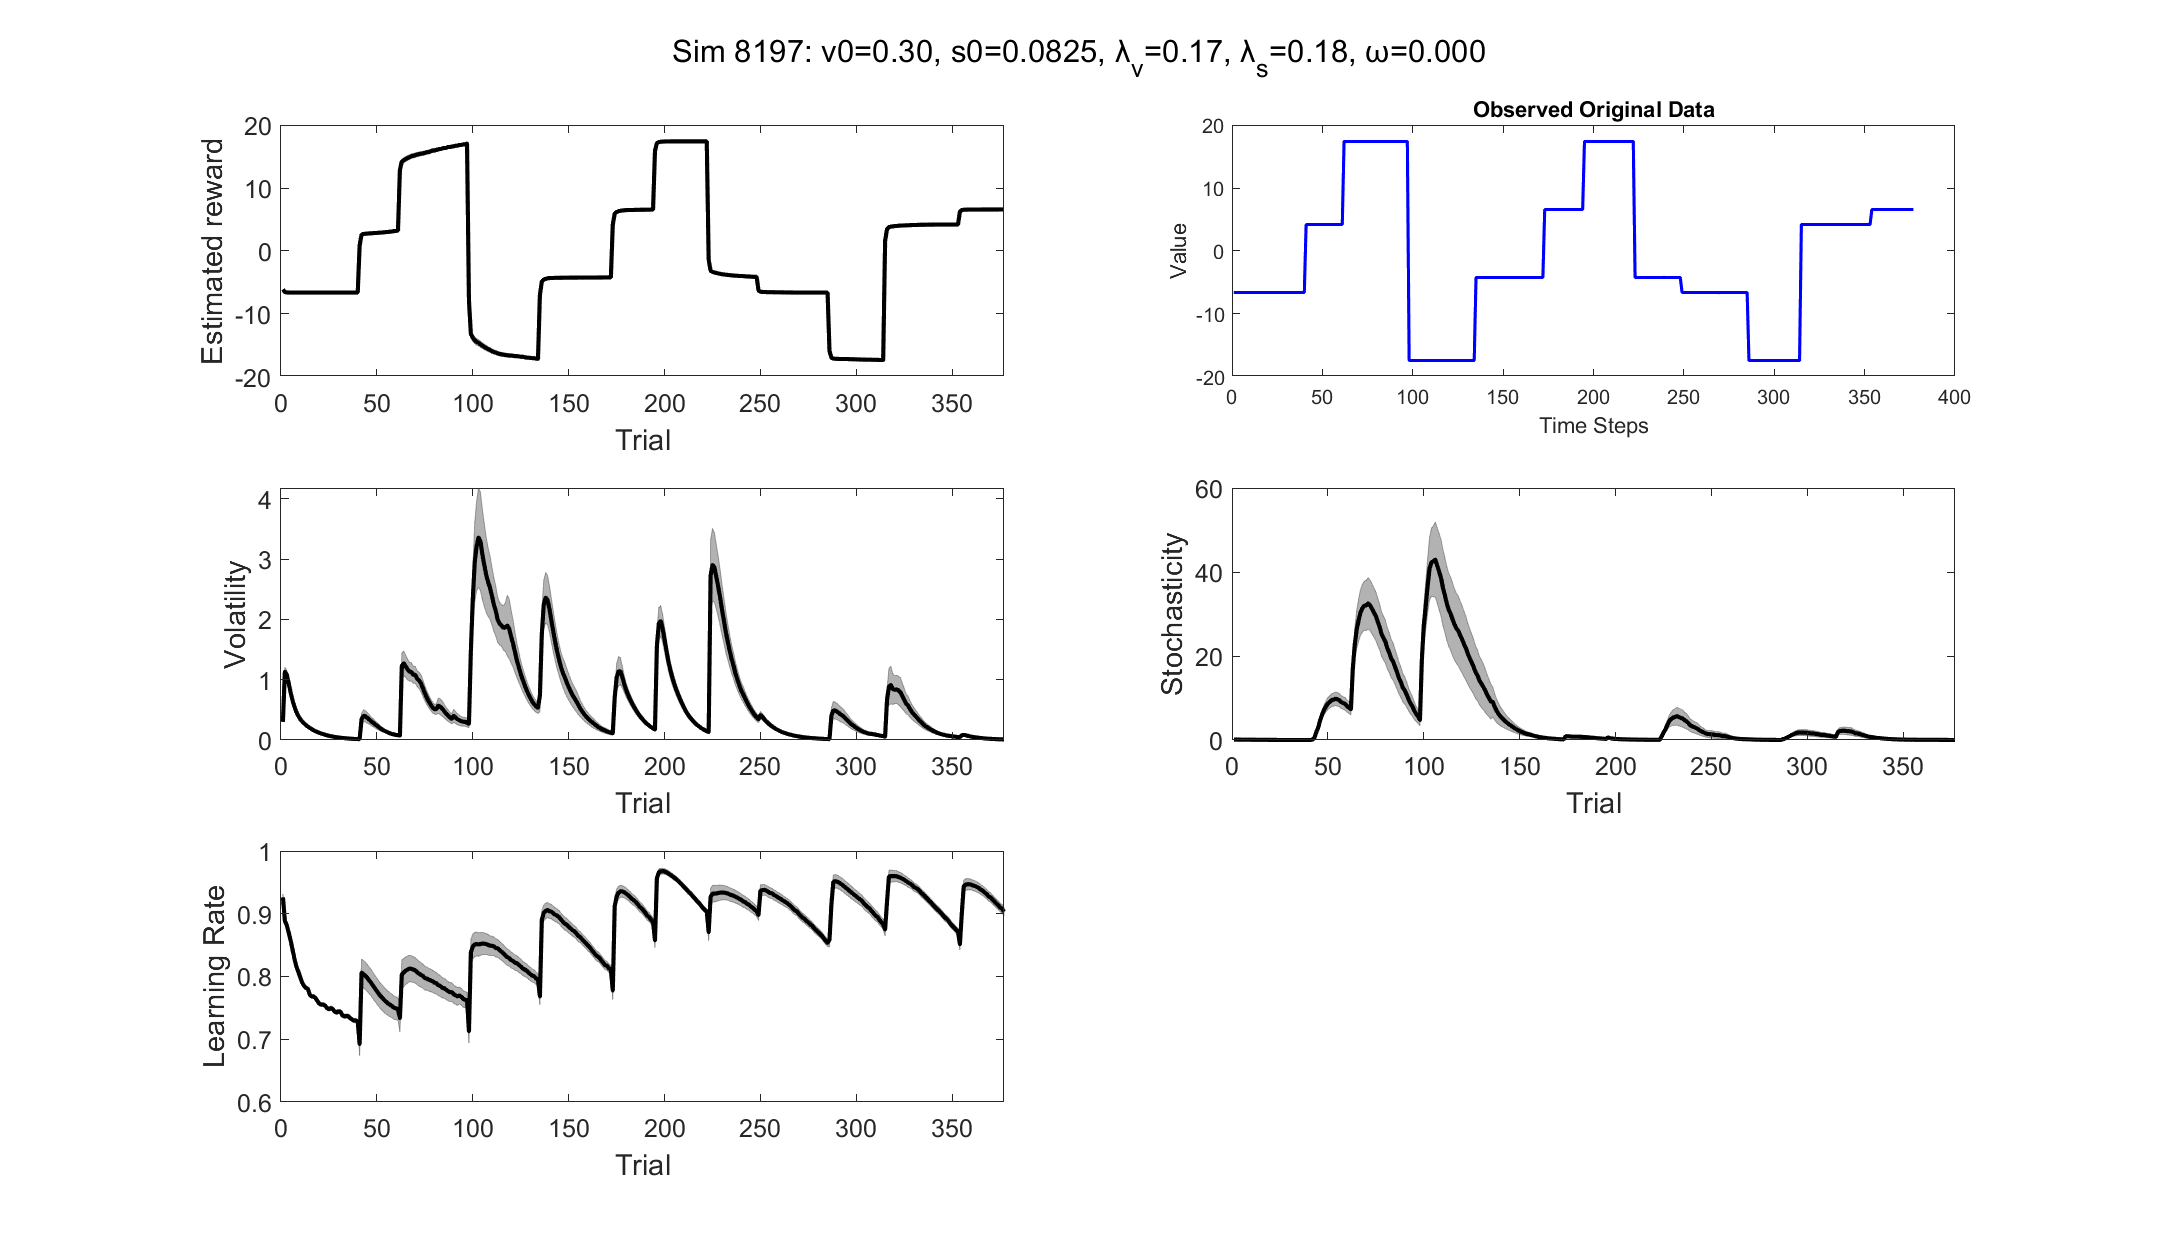 Sim 8197: v0=0.30, s0=0.0825, λv=0.17, λs=0.18, ω=0.000
Estimated reward
20
10
0
-10
-20
0 50 100 150 200 250 300 350
Trial
Observed Original Data
Value
20
10
0
-10
-20
0 50 100 150 200 250 300 350 400
Time Steps
Volatility
4
3
2
1
0
0 50 100 150 200 250 300 350
Trial
Stochasticity
60
40
20
0
0 50 100 150 200 250 300 350
Trial
Learning Rate
1
0.9
0.8
0.7
0.6
0 50 100 150 200 250 300 350
Trial